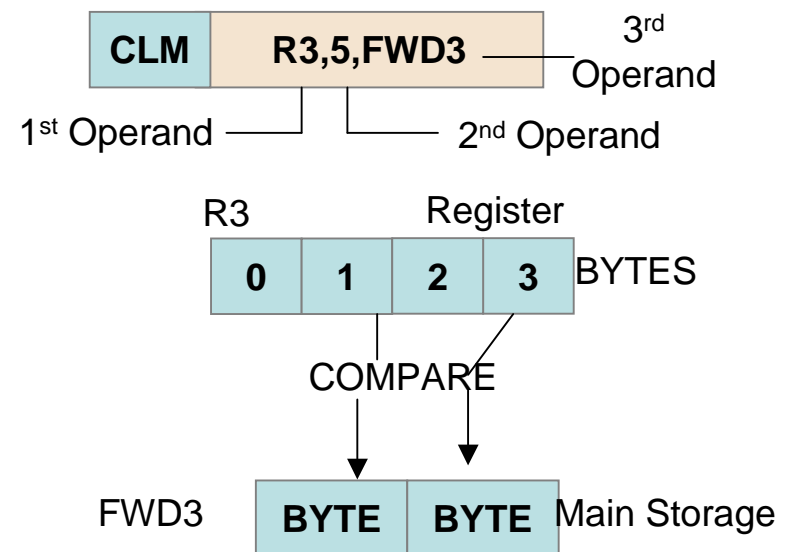 3rd
CLM R3,5,FWD3
Operand
1st Operand
2nd Operand
R3 Register
0 1 2 3 BYTES
COMPARE
FWD3 BYTE BYTE Main Storage